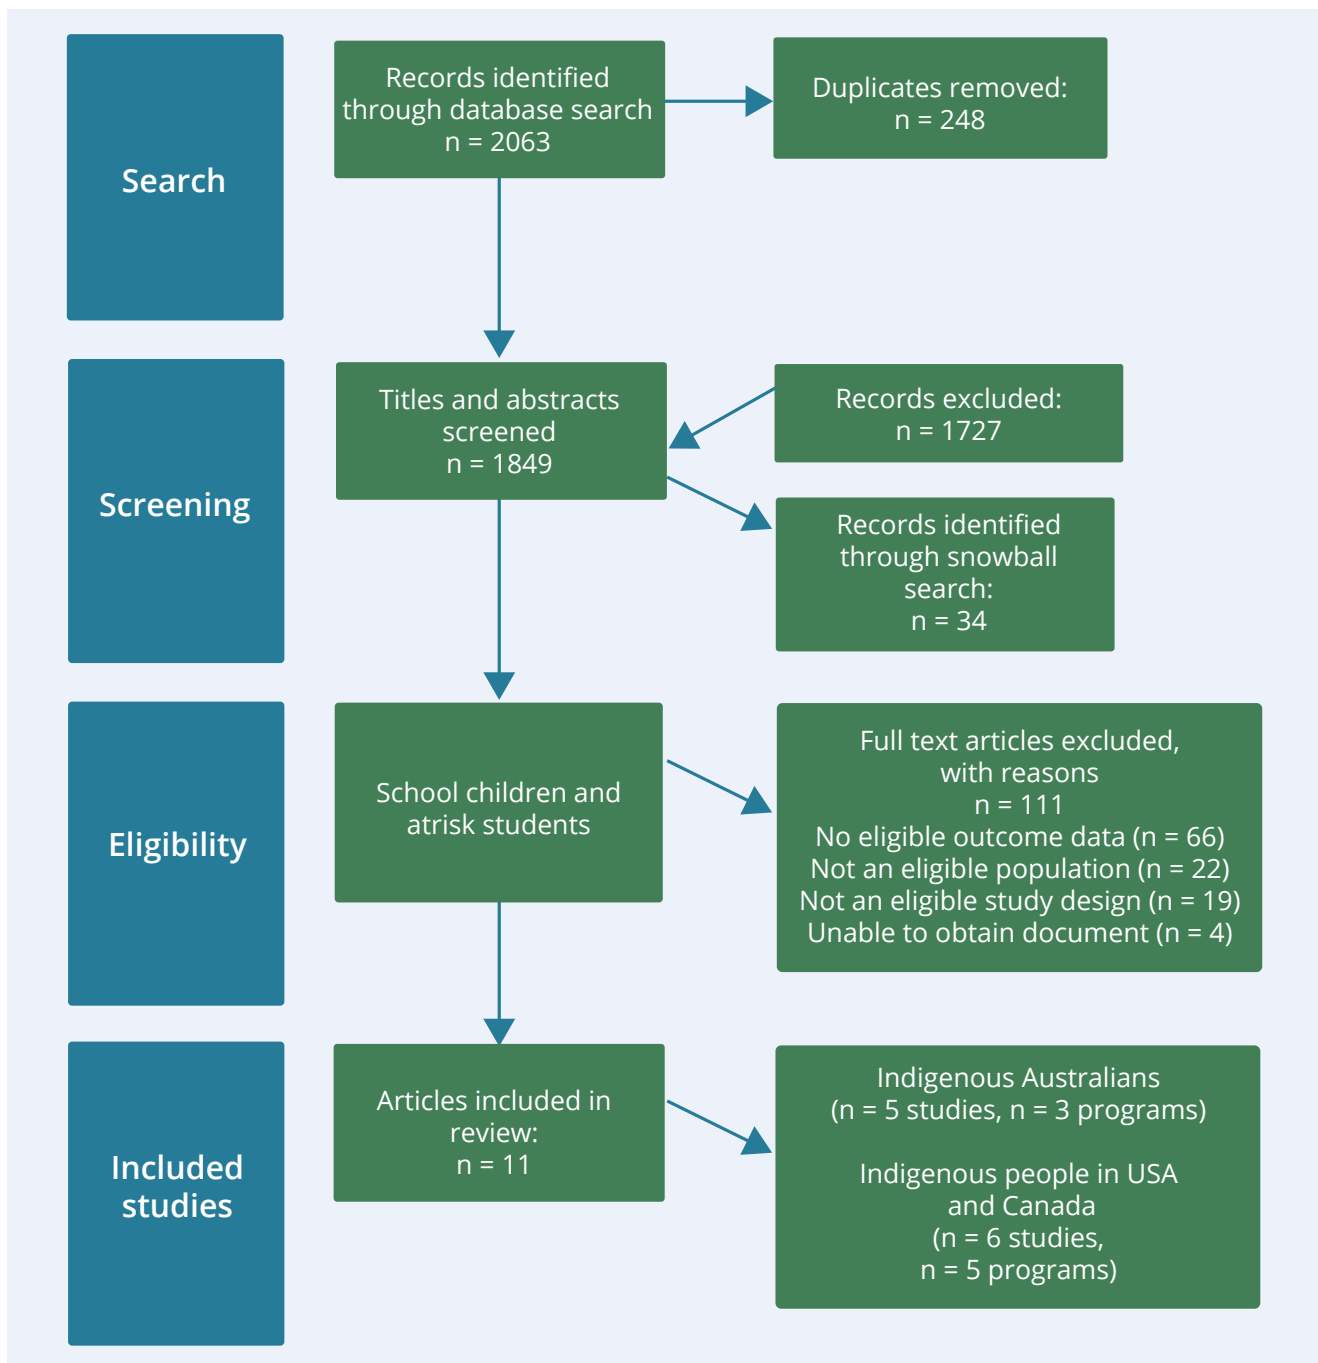 Search
Records identified
through database search
n = 2063
Duplicates removed:
n = 248
Screening
Titles and abstracts
screened
n = 1849
Records excluded:
n = 1727
Records identified
through snowball
search:
n = 34
Eligibility
School children and
atrisk students
Full text articles excluded,
with reasons
n = 111
No eligible outcome data (n = 66)
Not an eligible population (n = 22)
Not an eligible study design (n = 19)
Unable to obtain document (n = 4)
Included
studies
Articles included in
review:
n = 11
Indigenous Australians
(n = 5 studies, n = 3 programs)
Indigenous people in USA
and Canada
(n = 6 studies,
n = 5 programs)